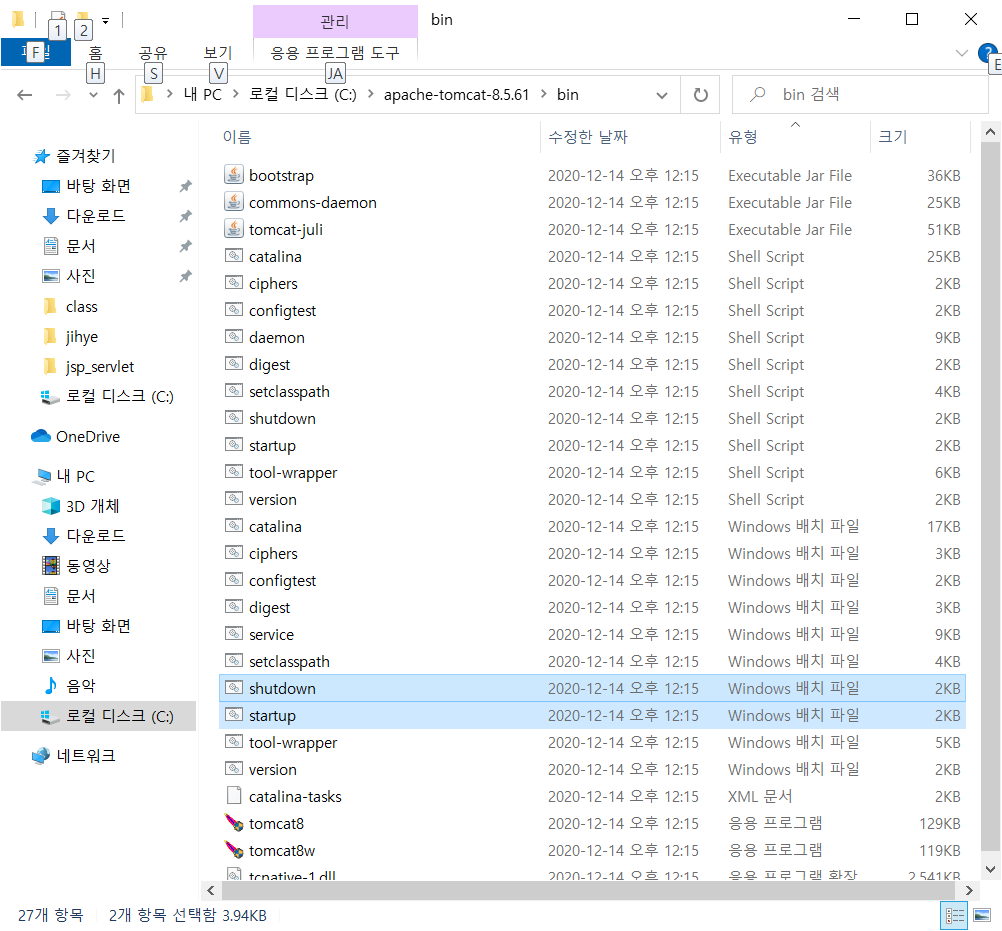 관리 bin
1 2
파일 홈 공유 보기 응용 프로그램 도구
F H S V JA E
내 PC 로컬 디스크 (C:) apache-tomcat-8.5.61 bin bin 검색
이름 수정한 날짜 유형 크기
즐겨찾기
바탕 화면
다운로드
문서
사진
class
jihye
jsp_servlet
로컬 디스크 (C:)
OneDrive
내 PC
3D 개체
다운로드
동영상
문서
바탕 화면
사진
음악
로컬 디스크 (C:)
네트워크
bootstrap 2020-12-14 오후 12:15 Executable Jar File 36KB
commons-daemon 2020-12-14 오후 12:15 Executable Jar File 25KB
tomcat-juli 2020-12-14 오후 12:15 Executable Jar File 51KB
catalina 2020-12-14 오후 12:15 Shell Script 25KB
ciphers 2020-12-14 오후 12:15 Shell Script 2KB
configtest 2020-12-14 오후 12:15 Shell Script 2KB
daemon 2020-12-14 오후 12:15 Shell Script 9KB
digest 2020-12-14 오후 12:15 Shell Script 2KB
setclasspath 2020-12-14 오후 12:15 Shell Script 4KB
shutdown 2020-12-14 오후 12:15 Shell Script 2KB
startup 2020-12-14 오후 12:15 Shell Script 2KB
tool-wrapper 2020-12-14 오후 12:15 Shell Script 6KB
version 2020-12-14 오후 12:15 Shell Script 2KB
catalina 2020-12-14 오후 12:15 Windows 배치 파일 17KB
ciphers 2020-12-14 오후 12:15 Windows 배치 파일 3KB
configtest 2020-12-14 오후 12:15 Windows 배치 파일 2KB
digest 2020-12-14 오후 12:15 Windows 배치 파일 3KB
service 2020-12-14 오후 12:15 Windows 배치 파일 9KB
setclasspath 2020-12-14 오후 12:15 Windows 배치 파일 4KB
shutdown 2020-12-14 오후 12:15 Windows 배치 파일 2KB
startup 2020-12-14 오후 12:15 Windows 배치 파일 2KB
tool-wrapper 2020-12-14 오후 12:15 Windows 배치 파일 5KB
version 2020-12-14 오후 12:15 Windows 배치 파일 2KB
catalina-tasks 2020-12-14 오후 12:15 XML 문서 2KB
tomcat8 2020-12-14 오후 12:15 응용 프로그램 129KB
tomcat8w 2020-12-14 오후 12:15 응용 프로그램 119KB
tcnative-1.dll 2020-12-14 오후 12:15 응용 프로그램 확장 2,541KB
27개 항목 2개 항목 선택함 3.94KB